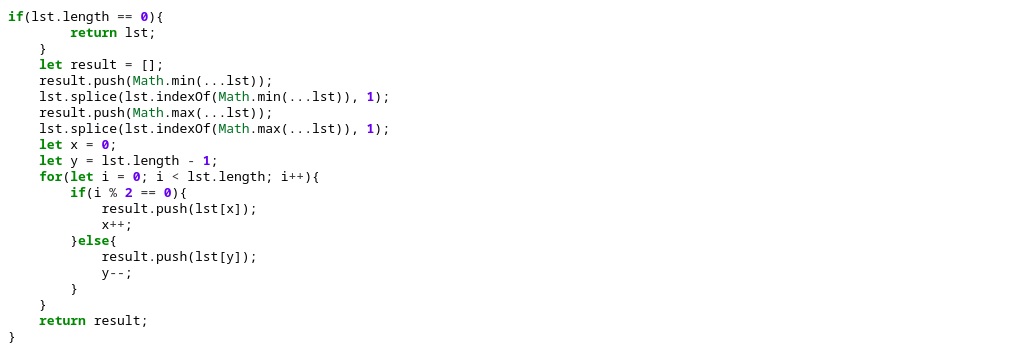 if(lst.length == 0){
        return lst;
    }
    let result = [];
    result.push(Math.min(...lst));
    lst.splice(lst.indexOf(Math.min(...lst)), 1);
    result.push(Math.max(...lst));
    lst.splice(lst.indexOf(Math.max(...lst)), 1);
    let x = 0;
    let y = lst.length - 1;
    for(let i = 0; i < lst.length; i++){
        if(i % 2 == 0){
            result.push(lst[x]);
            x++;
        }else{
            result.push(lst[y]);
            y--;
        }
    }
    return result;
}